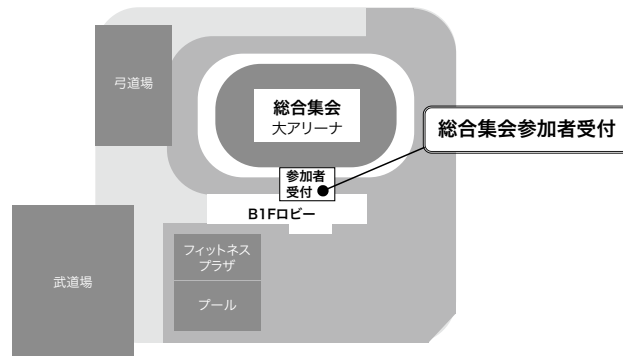 弓道場
総合集会
大アリーナ
総合集会参加者受付
参加者
受付
B1Fロビー
フィットネス
プラザ
武道場
プール